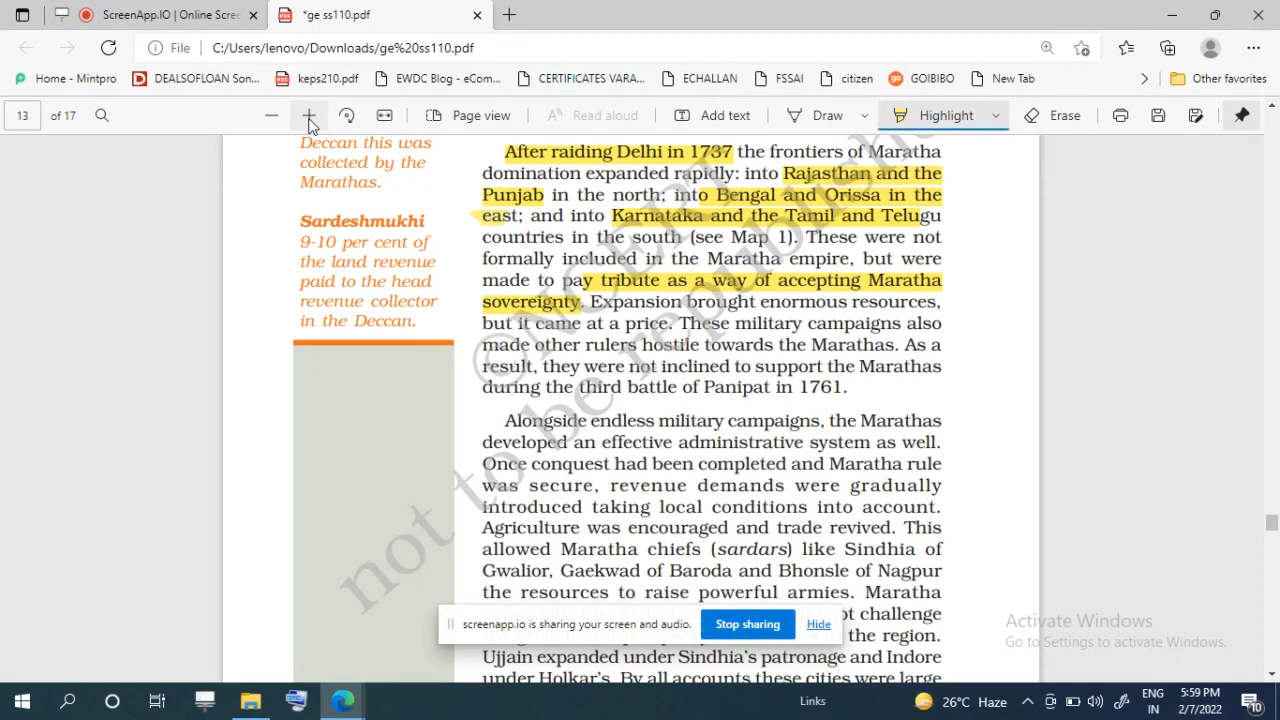 ScreenApp.IO | Online Scree
*ge ss110.pdf
File
C:/Users/lenovo/Downloads/ge%20ss110.pdf
Home - Mintpro
DEALSOFLOAN Son...
keps210.pdf
EWDC Blog - eCom...
CERTIFICATES VARA...
ECHALLAN
FSSAI
citizen
GOIBIBO
New Tab
Other favorites
13 of 17
Page view
Read aloud
Add text
Draw
Highlight
Erase
Deccan this was
collected by the
Marathas.
Sardeshmukhi
9-10 per cent of
the land revenue
paid to the head
revenue collector
in the Deccan.
After raiding Delhi in 1737 the frontiers of Maratha
domination expanded rapidly: into Rajasthan and the
Punjab in the north; into Bengal and Orissa in the
east; and into Karnataka and the Tamil and Telugu
countries in the south (see Map 1). These were not
formally included in the Maratha empire, but were
made to pay tribute as a way of accepting Maratha
sovereignty. Expansion brought enormous resources,
but it came at a price. These military campaigns also
made other rulers hostile towards the Marathas. As a
result, they were not inclined to support the Marathas
during the third battle of Panipat in 1761.
Alongside endless military campaigns, the Marathas
developed an effective administrative system as well.
Once conquest had been completed and Maratha rule
was secure, revenue demands were gradually
introduced taking local conditions into account.
Agriculture was encouraged and trade revived. This
allowed Maratha chiefs (sardars) like Sindhia of
Gwalior, Gaekwad of Baroda and Bhonsle of Nagpur
the resources to raise powerful armies. Maratha
challenge
the region.
Ujjain expanded under Sindhia's patronage and Indore
under Holkar's. By all accounts these cities were large
©NCERT
not to be republished
screenapp.io is sharing your screen and audio.
Stop sharing
Hide
Activate Windows
Go to Settings to activate Windows.
Links
26°C Haze
ENG
IN
5:59 PM
2/7/2022
10